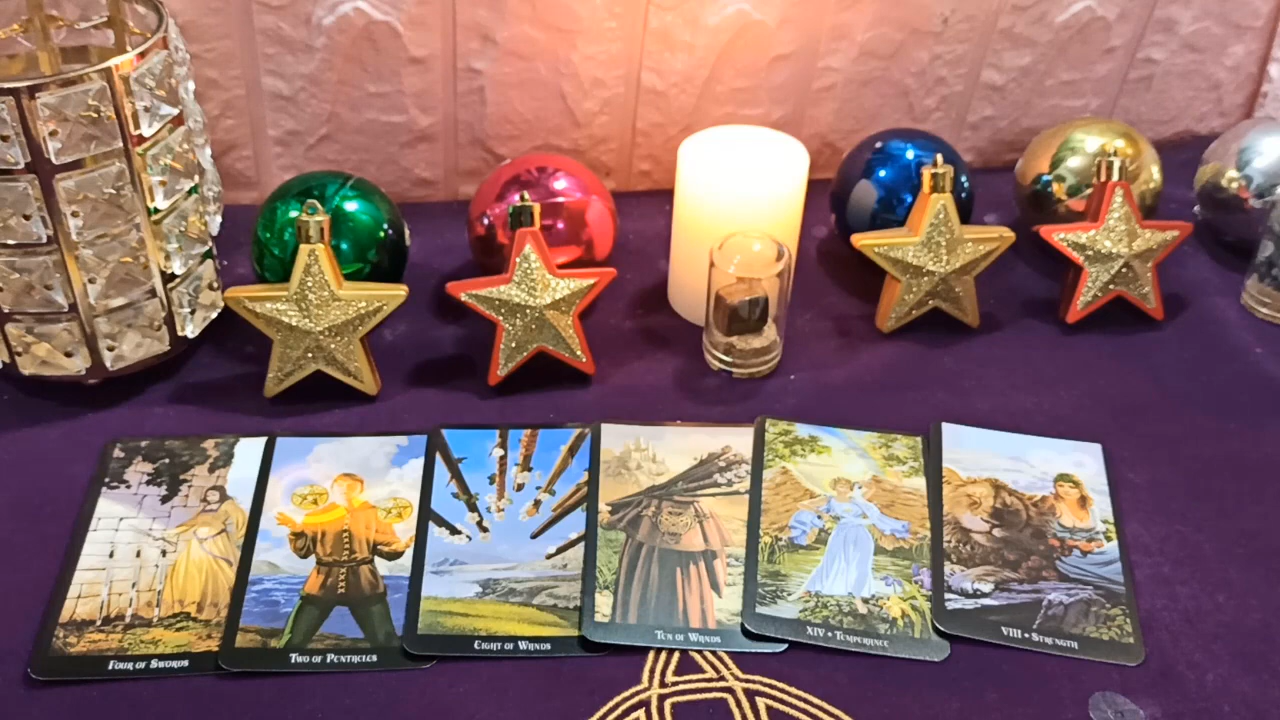 Four of Swords
Two of Pentacles
Eight of Wands
Ten of Wands
XIV • Temperance
VIII • Strength